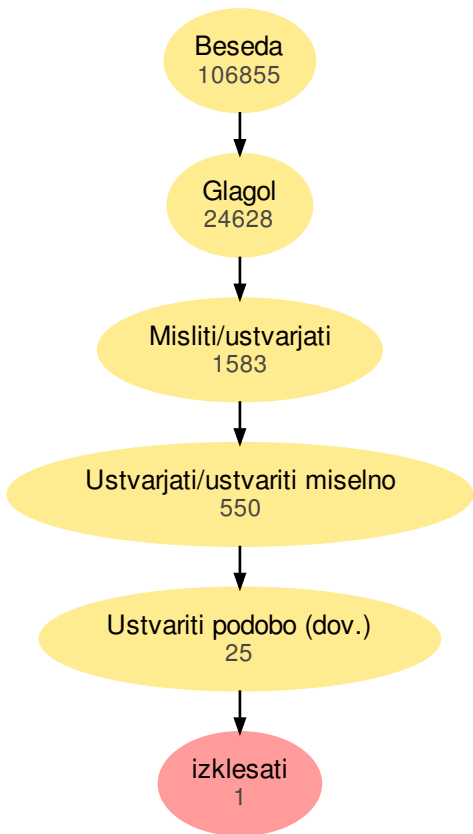 Beseda
106855
Glagol
24628
Misliti/ustvarjati
1583
Ustvarjati/ustvariti miselno
550
Ustvariti podobo (dov.)
25
izklesati
1